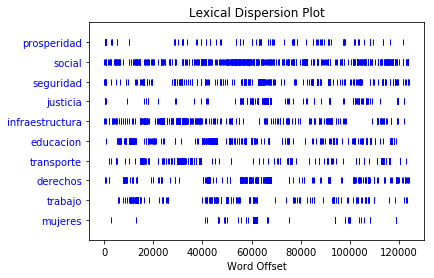 Lexical Dispersion Plot
prosperidad
social
seguridad
justicia
infraestructura
educacion
transporte
derechos
trabajo
mujeres
0 20000 40000 60000 80000 100000 120000
Word Offset